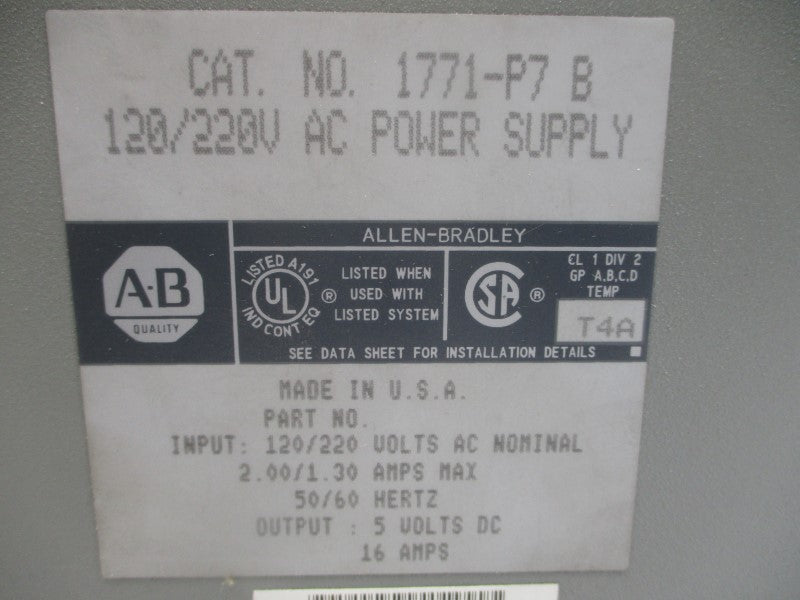 CAT. NO. 1771-P7 B
120/220V AC POWER SUPPLY
ALLEN-BRADLEY
A-B
QUALITY
LISTED A191
UL
IND CONT EQ
®
LISTED WHEN
USED WITH
LISTED SYSTEM
SA
®
CL 1 DIV 2
GP A,B,C,D
TEMP
T4A
SEE DATA SHEET FOR INSTALLATION DETAILS
MADE IN U.S.A.
PART NO.
INPUT: 120/220 VOLTS AC NOMINAL
2.00/1.30 AMPS MAX
50/60 HERTZ
OUTPUT : 5 VOLTS DC
16 AMPS